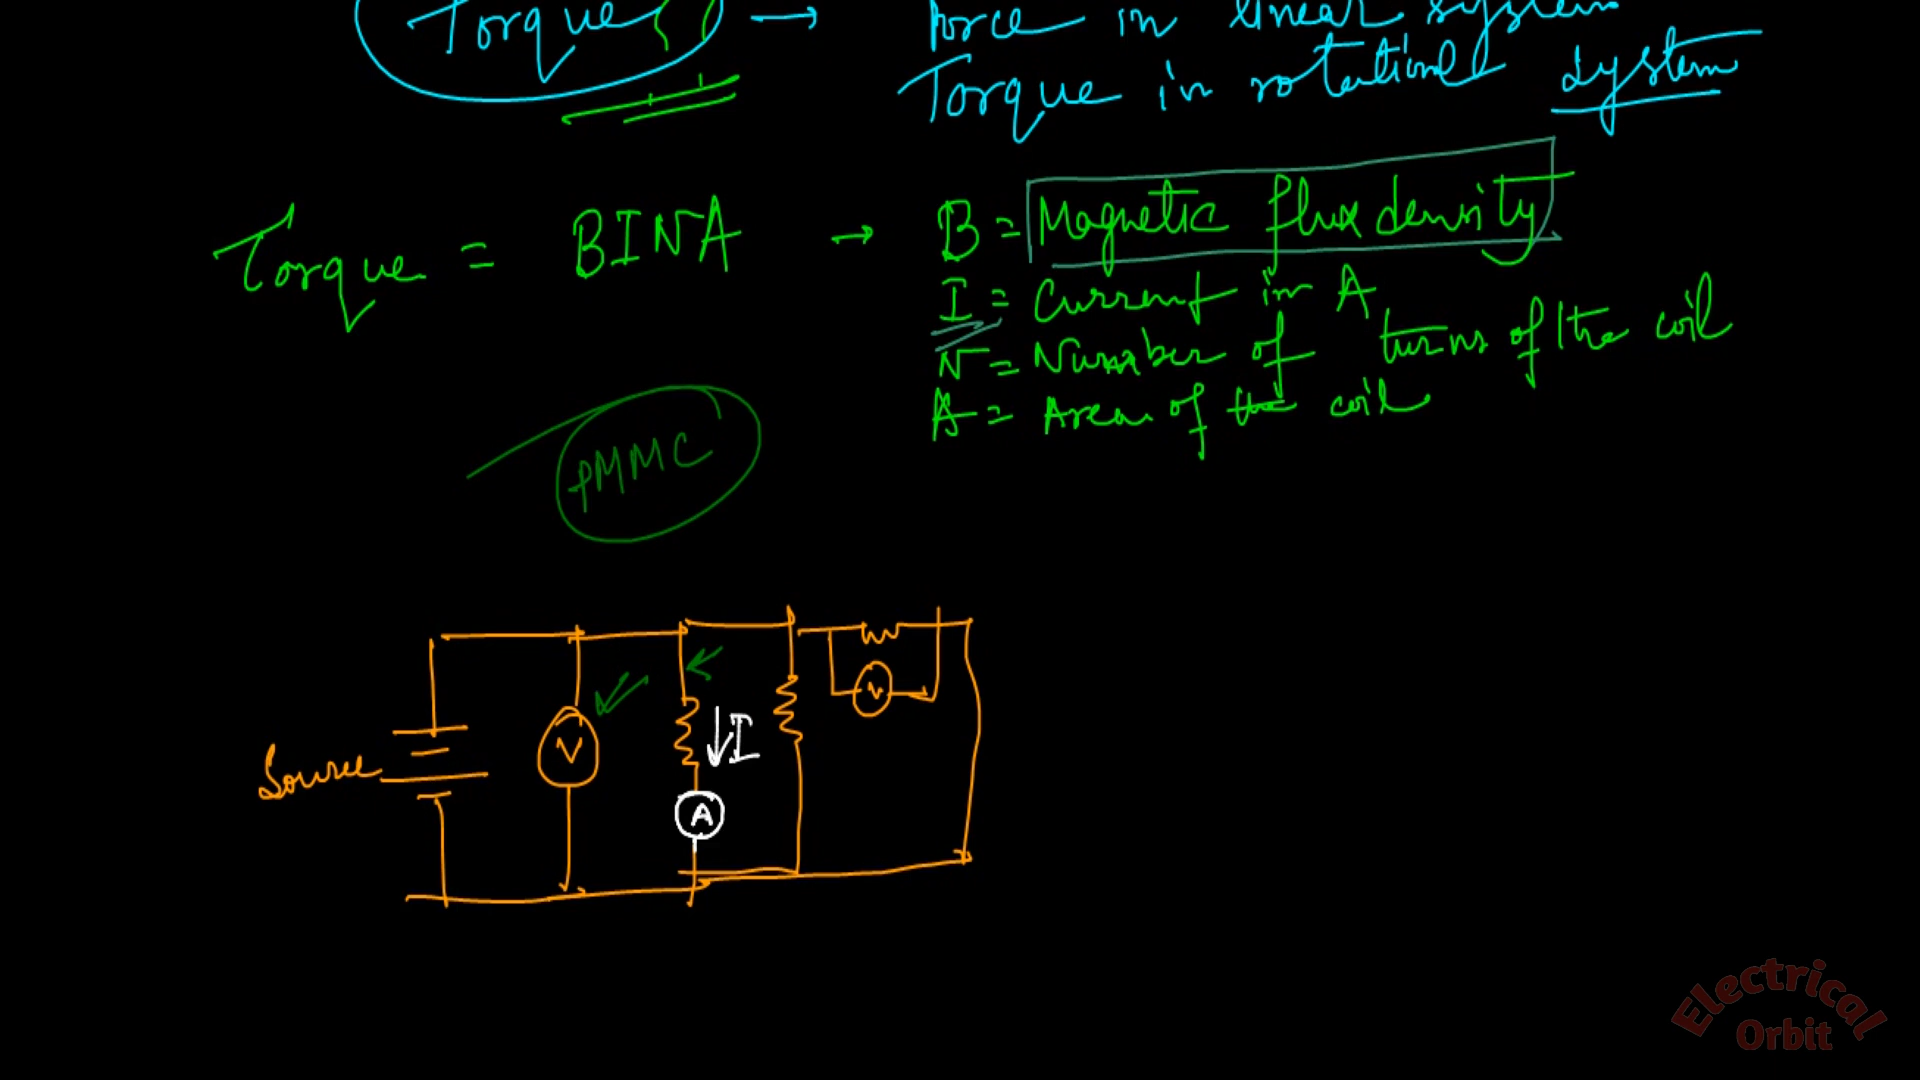 Torque → Force in linear system
Torque in rotational system
Torque = BINA → B = Magnetic flux density
I = Current in A
N = Number of turns of the coil
A = Area of the coil
PMMC
Source
V
I
A
V
Electrical
Orbit